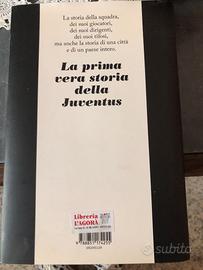 La storia della squadra,
dei suoi giocatori,
dei suoi dirigenti,
dei suoi tifosi,
ma anche la storia di una città
e di un paese intero.
La prima
vera storia
della
Juventus
Libreria
L'AGORÀ
subito